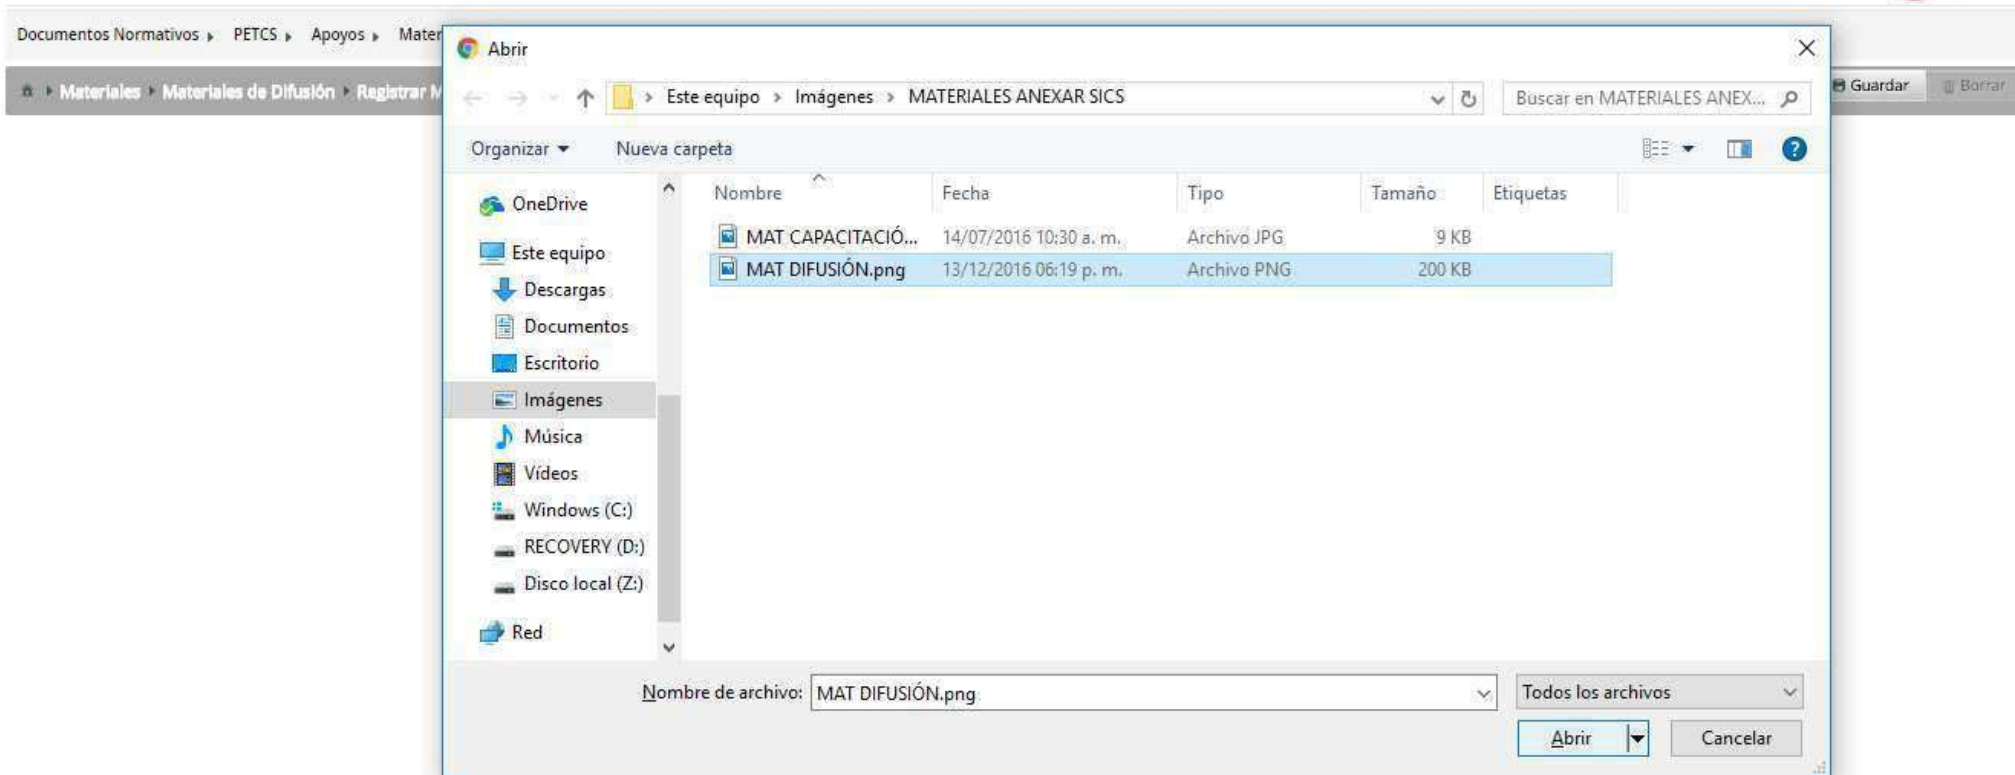 Documentos Normativos PETCS Apoyos Mater
Materiales Materiales de Difusión Registrar M
Guardar Borrar
Abrir
Este equipo > Imágenes > MATERIALES ANEXAR SICS
Buscar en MATERIALES ANEX...
Organizar
Nueva carpeta
OneDrive
Este equipo
Descargas
Documentos
Escritorio
Imágenes
Música
Vídeos
Windows (C:)
RECOVERY (D:)
Disco local (Z:)
Red
Nombre Fecha Tipo Tamaño Etiquetas
MAT CAPACITACIÓ... 14/07/2016 10:30 a. m. Archivo JPG 9 KB
MAT DIFUSIÓN.png 13/12/2016 06:19 p. m. Archivo PNG 200 KB
Nombre de archivo: MAT DIFUSIÓN.png
Todos los archivos
Abrir
Cancelar